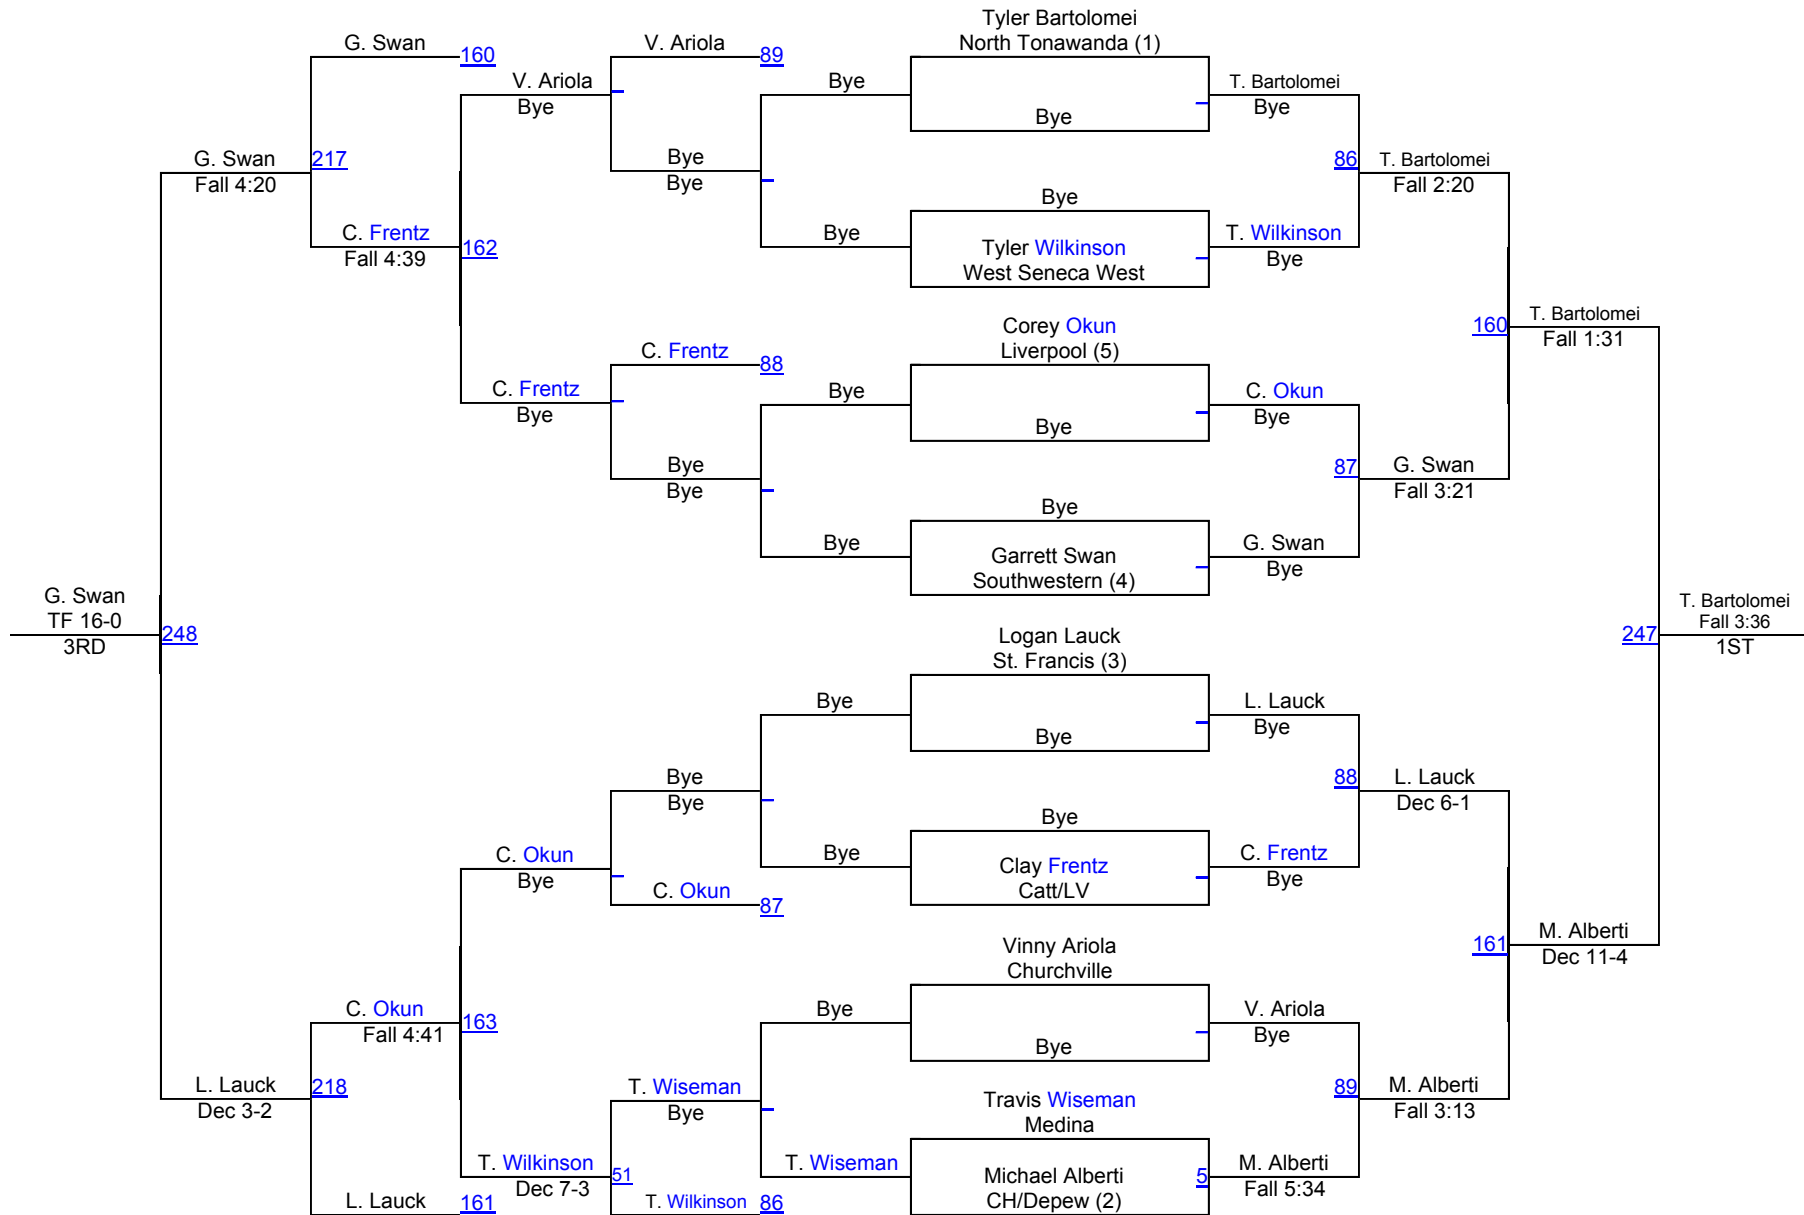 Tyler Bartolomei
G. Swan
V. Ariola
North Tonawanda (1)
160
89
V. Ariola
Bye
T. Bartolomei
Bye
Bye
Bye
G. Swan
217
Bye
86
T. Bartolomei
Fall 4:20
Bye
Fall 2:20
Bye
C. Frentz
162
Bye
Tyler Wilkinson
T. Wilkinson
Fall 4:39
West Seneca West
Bye
Corey Okun
160
T. Bartolomei
C. Frentz
88
Liverpool (5)
Fall 1:31
C. Frentz
Bye
C. Okun
Bye
Bye
Bye
Bye
87
G. Swan
Bye
Fall 3:21
Bye
Bye
Garrett Swan
G. Swan
Southwestern (4)
Bye
G. Swan
TF 16-0
3RD
248
Logan Lauck
St. Francis (3)
247
T. Bartolomei
Fall 3:36
1ST
Bye
L. Lauck
Bye
Bye
Bye
88
L. Lauck
Bye
Dec 6-1
Bye
C. Okun
Bye
Clay Frentz
C. Frentz
Bye
Catt/LV
Bye
C. Okun
87
Vinny Ariola
Churchville
161
M. Alberti
Dec 11-4
C. Okun
163
Bye
V. Ariola
Fall 4:41
Bye
Bye
L. Lauck
218
T. Wiseman
Travis Wiseman
89
M. Alberti
Dec 3-2
Bye
Medina
Fall 3:13
T. Wilkinson
51
T. Wiseman
Michael Alberti
5
M. Alberti
Dec 7-3
CH/Depew (2)
Fall 5:34
L. Lauck
161
T. Wilkinson
86